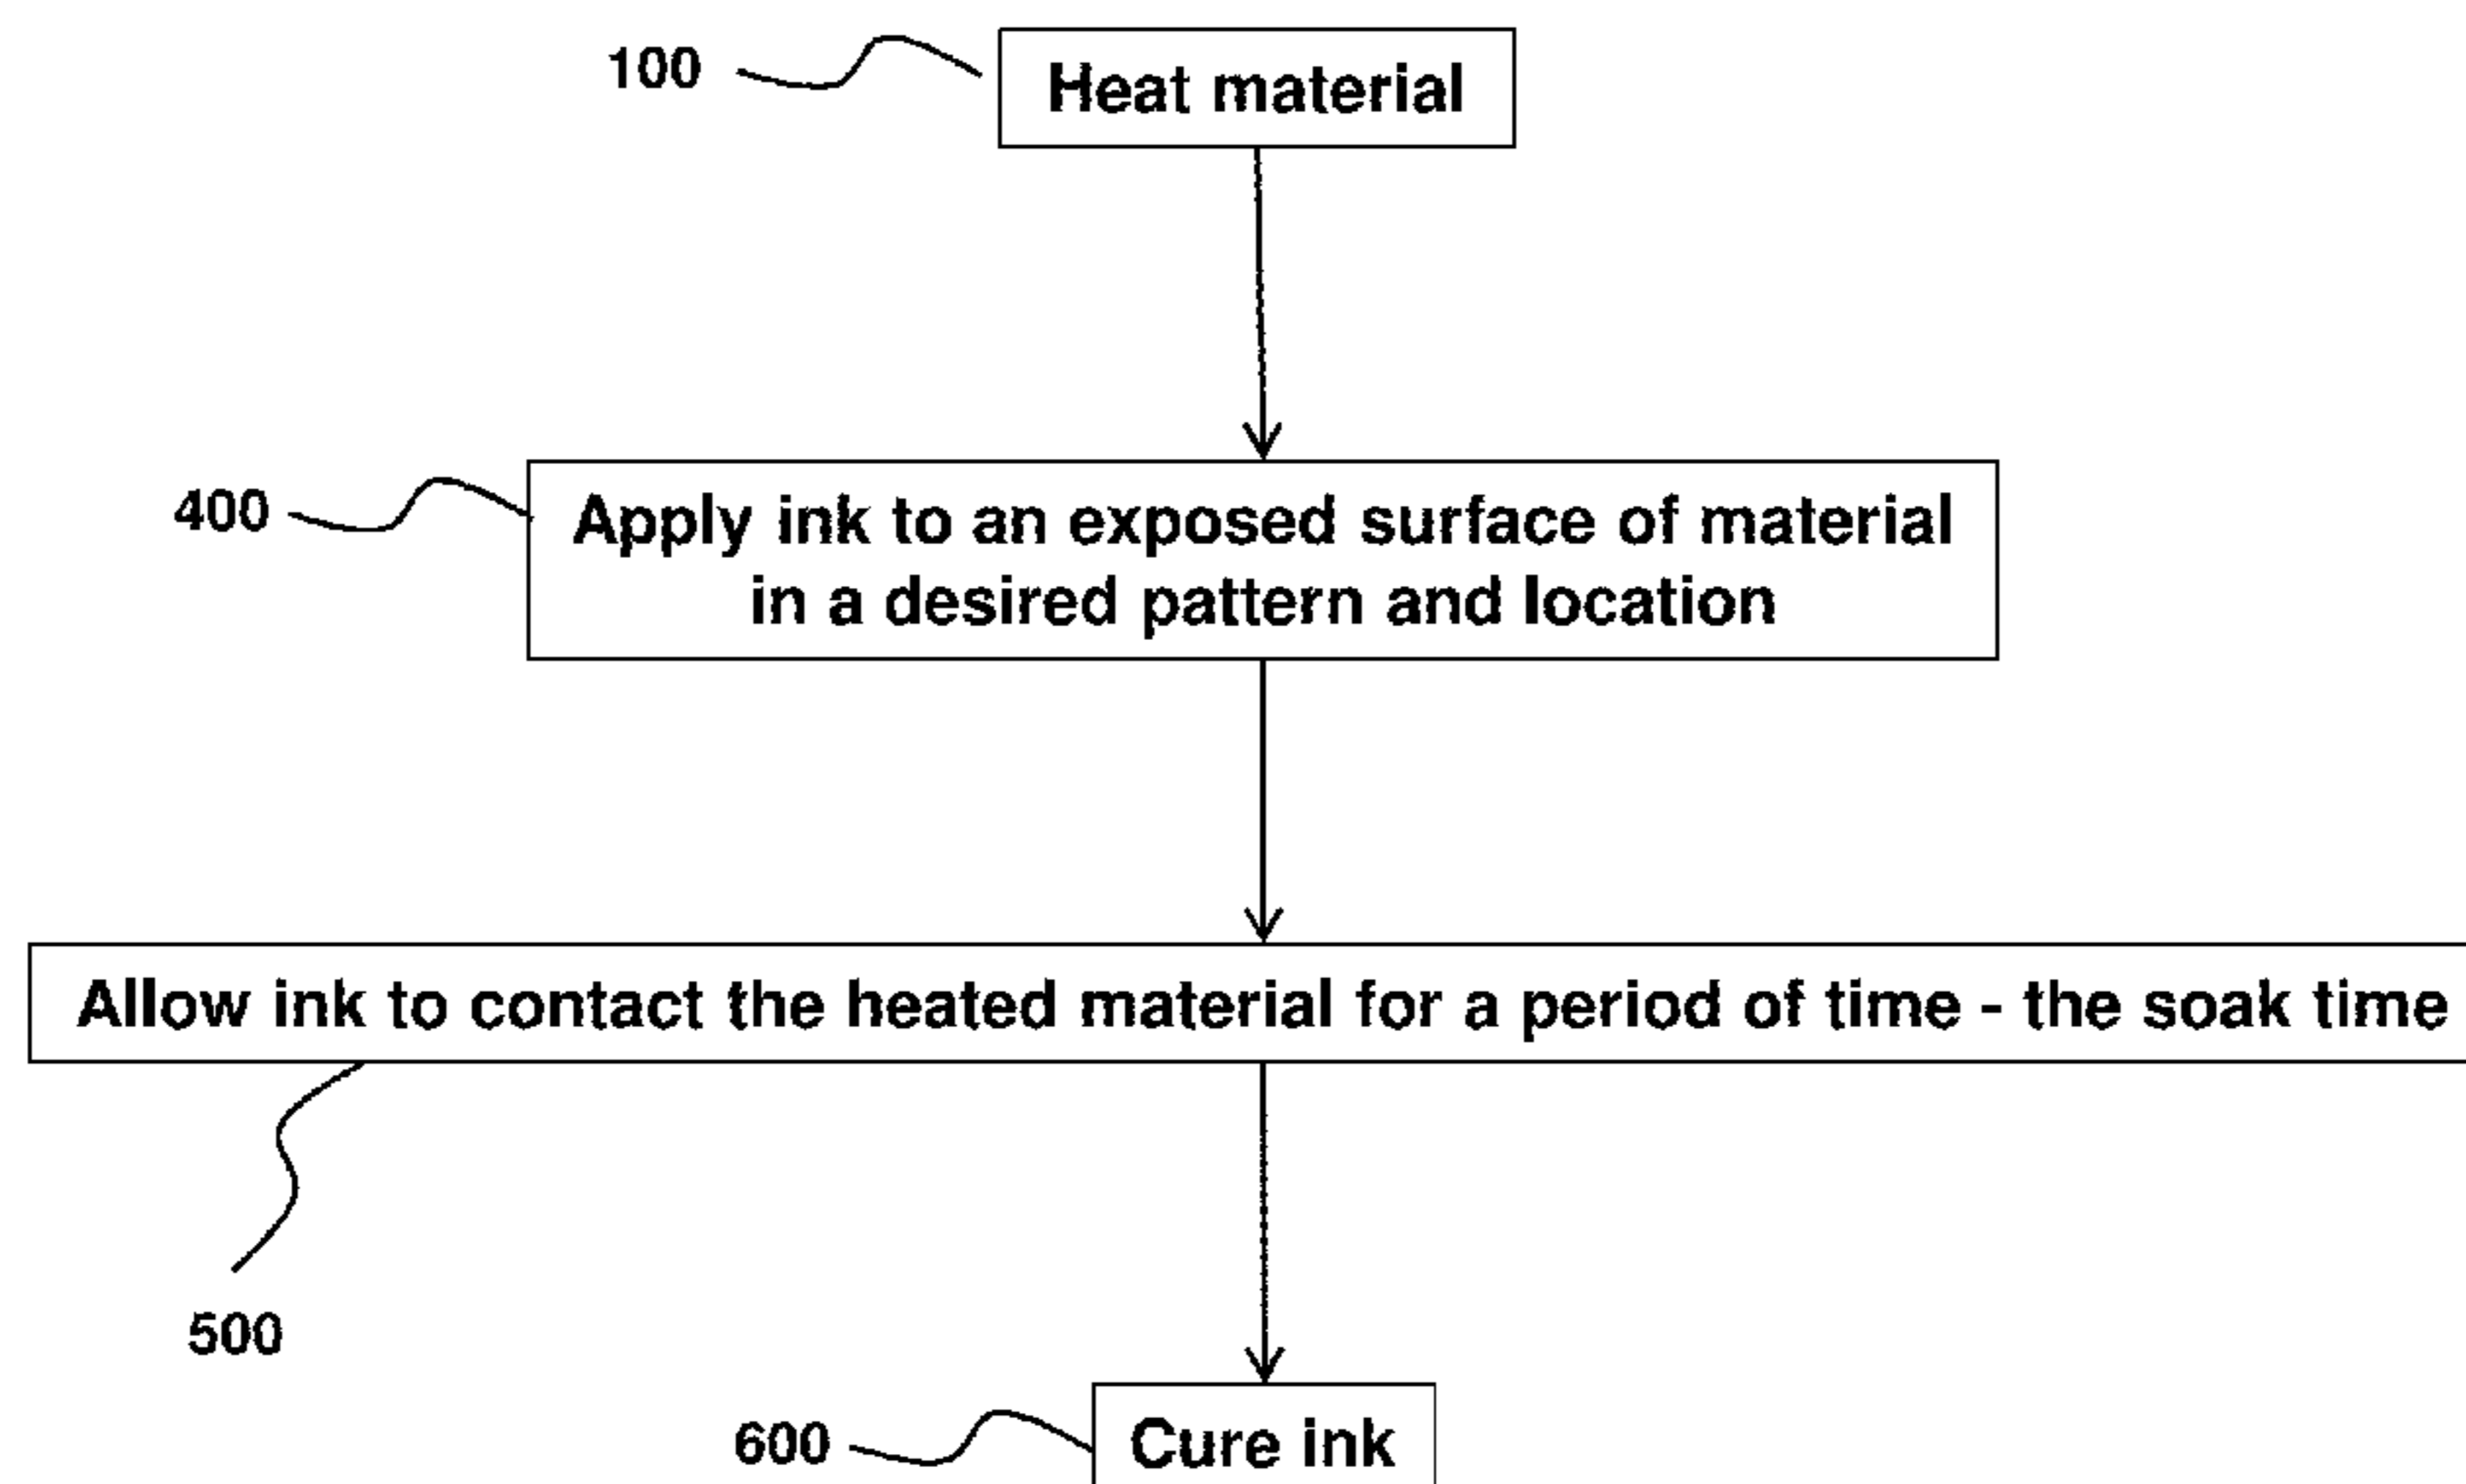 100
Heat material
400
Apply ink to an exposed surface of material
in a desired pattern and location
Allow ink to contact the heated material for a period of time - the soak time
500
600
Cure ink